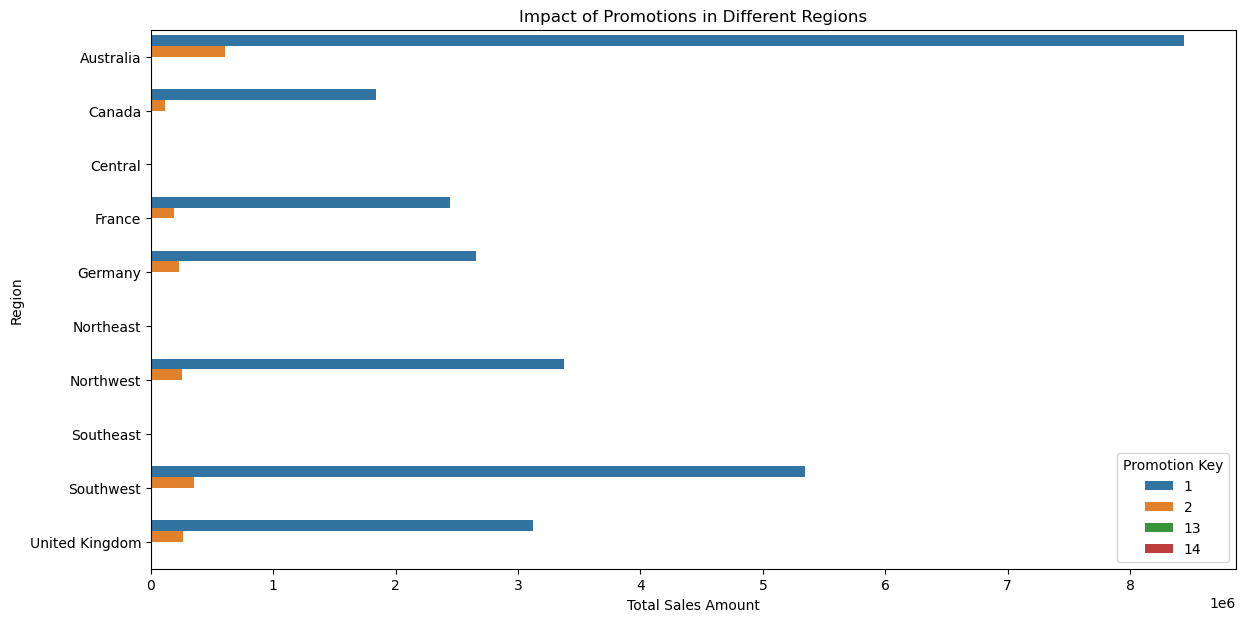 Impact of Promotions in Different Regions
Region
Australia
Canada
Central
France
Germany
Northeast
Northwest
Southeast
Southwest
United Kingdom
Promotion Key
1
2
13
14
0 1 2 3 4 5 6 7 8
1e6
Total Sales Amount